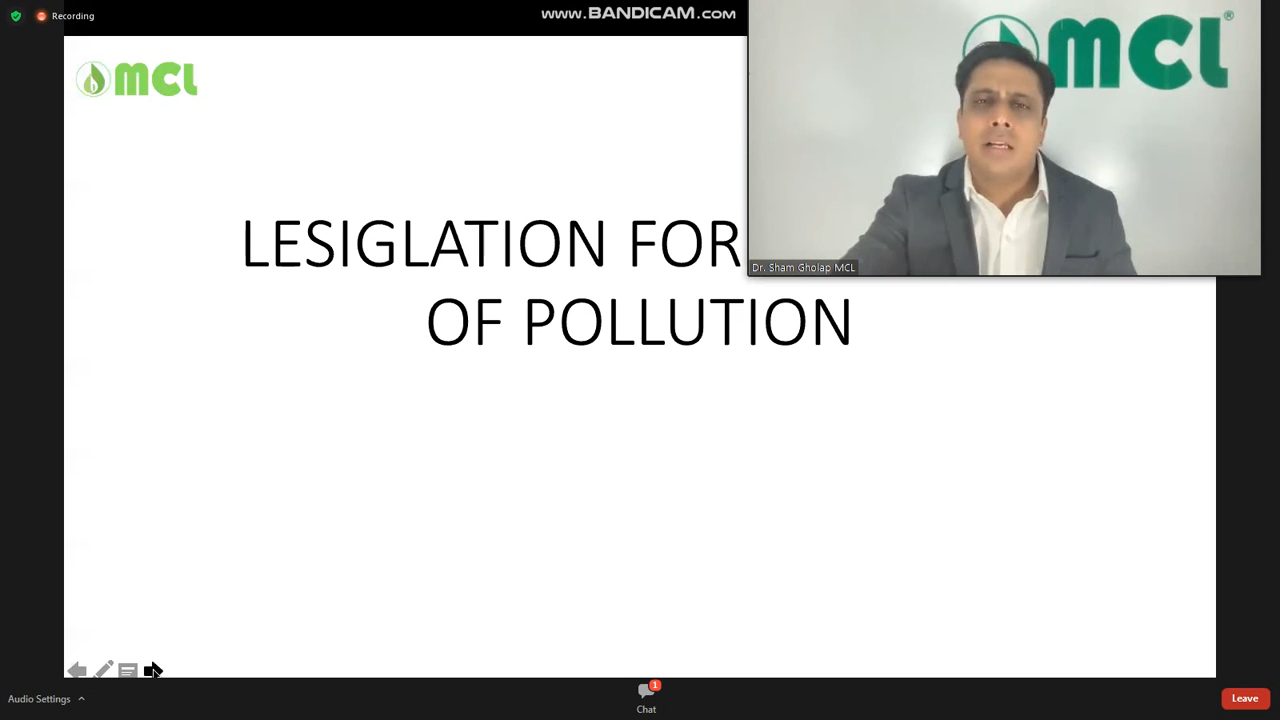 Recording
www.BANDICAM.com
MCL
MCL®
LESIGLATION FOR
OF POLLUTION
Dr. Sham Gholap MCL
Audio Settings
1
Chat
Leave